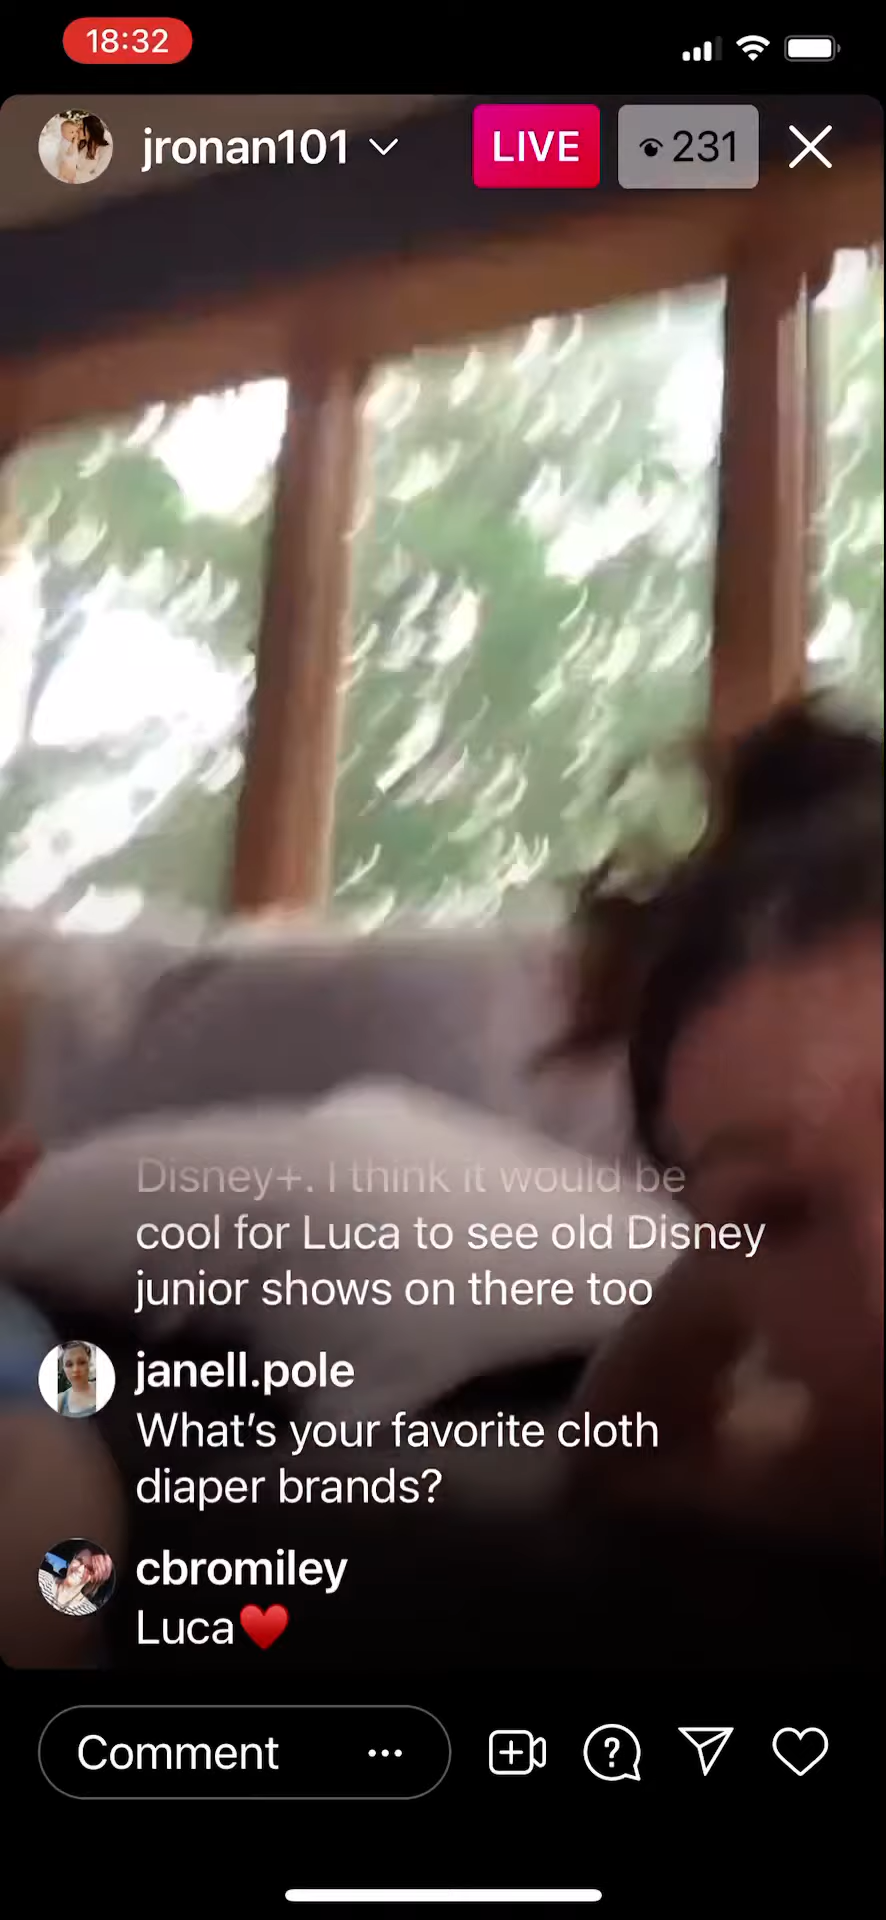 18:32
jronan101
LIVE
231
Disney+. I think it would be
cool for Luca to see old Disney
junior shows on there too
janell.pole
What's your favorite cloth
diaper brands?
cbromiley
Luca❤️
Comment